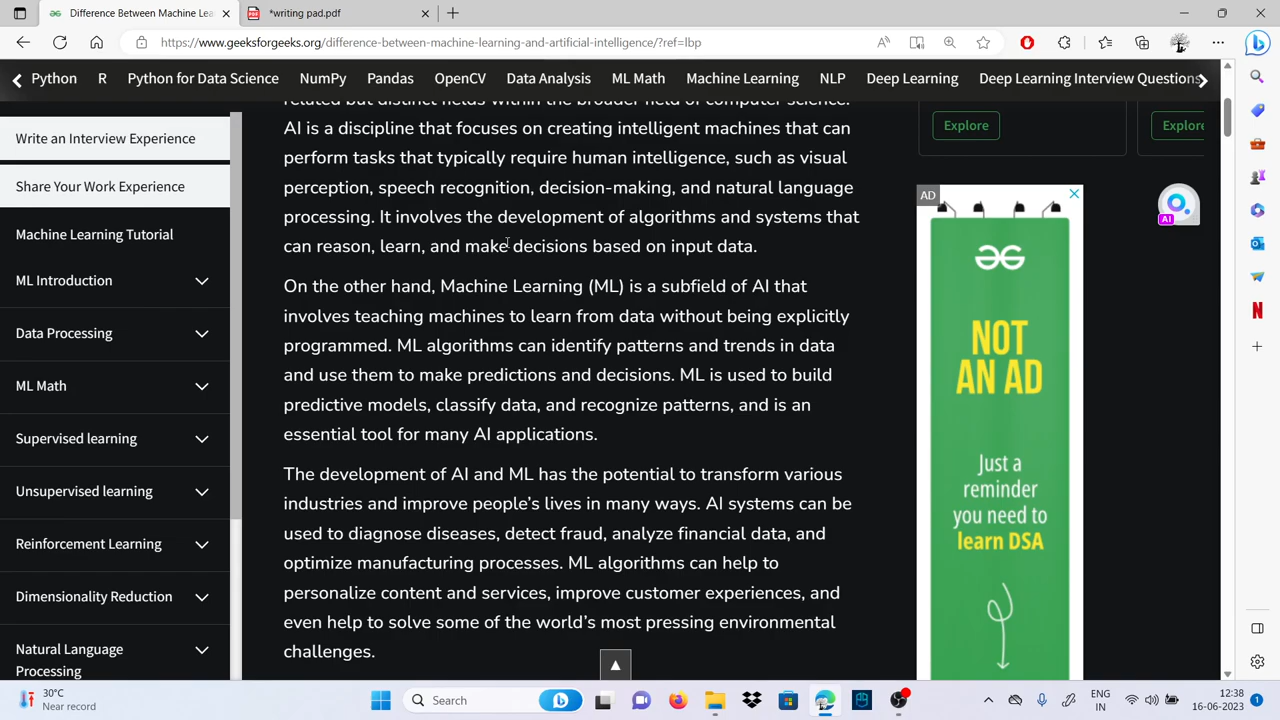 Difference Between Machine Lea
*writing pad.pdf
https://www.geeksforgeeks.org/difference-between-machine-learning-and-artificial-intelligence/?ref=lbp
Python R Python for Data Science NumPy Pandas OpenCV Data Analysis ML Math Machine Learning NLP Deep Learning Deep Learning Interview Questions
Write an Interview Experience
Share Your Work Experience
Machine Learning Tutorial
ML Introduction
Data Processing
ML Math
Supervised learning
Unsupervised learning
Reinforcement Learning
Dimensionality Reduction
Natural Language
Processing
related but distinct fields within the broader field of computer science.
AI is a discipline that focuses on creating intelligent machines that can
perform tasks that typically require human intelligence, such as visual
perception, speech recognition, decision-making, and natural language
processing. It involves the development of algorithms and systems that
can reason, learn, and make decisions based on input data.
On the other hand, Machine Learning (ML) is a subfield of AI that
involves teaching machines to learn from data without being explicitly
programmed. ML algorithms can identify patterns and trends in data
and use them to make predictions and decisions. ML is used to build
predictive models, classify data, and recognize patterns, and is an
essential tool for many AI applications.
The development of AI and ML has the potential to transform various
industries and improve people's lives in many ways. AI systems can be
used to diagnose diseases, detect fraud, analyze financial data, and
optimize manufacturing processes. ML algorithms can help to
personalize content and services, improve customer experiences, and
even help to solve some of the world's most pressing environmental
challenges.
Explore
Explore
AD
NOT
AN AD
Just a
reminder
you need to
learn DSA
AI
30°C
Near record
Search
ENG
IN
12:38
16-06-2023
1